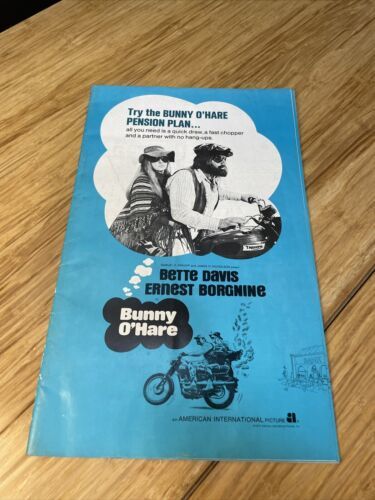 Try the BUNNY O'HARE
PENSION PLAN...
all you need is a quick draw, a fast chopper
and a partner with no hang-ups.
BETTE DAVIS
ERNEST BORGNINE
Bunny
O'Hare
an AMERICAN INTERNATIONAL PICTURE